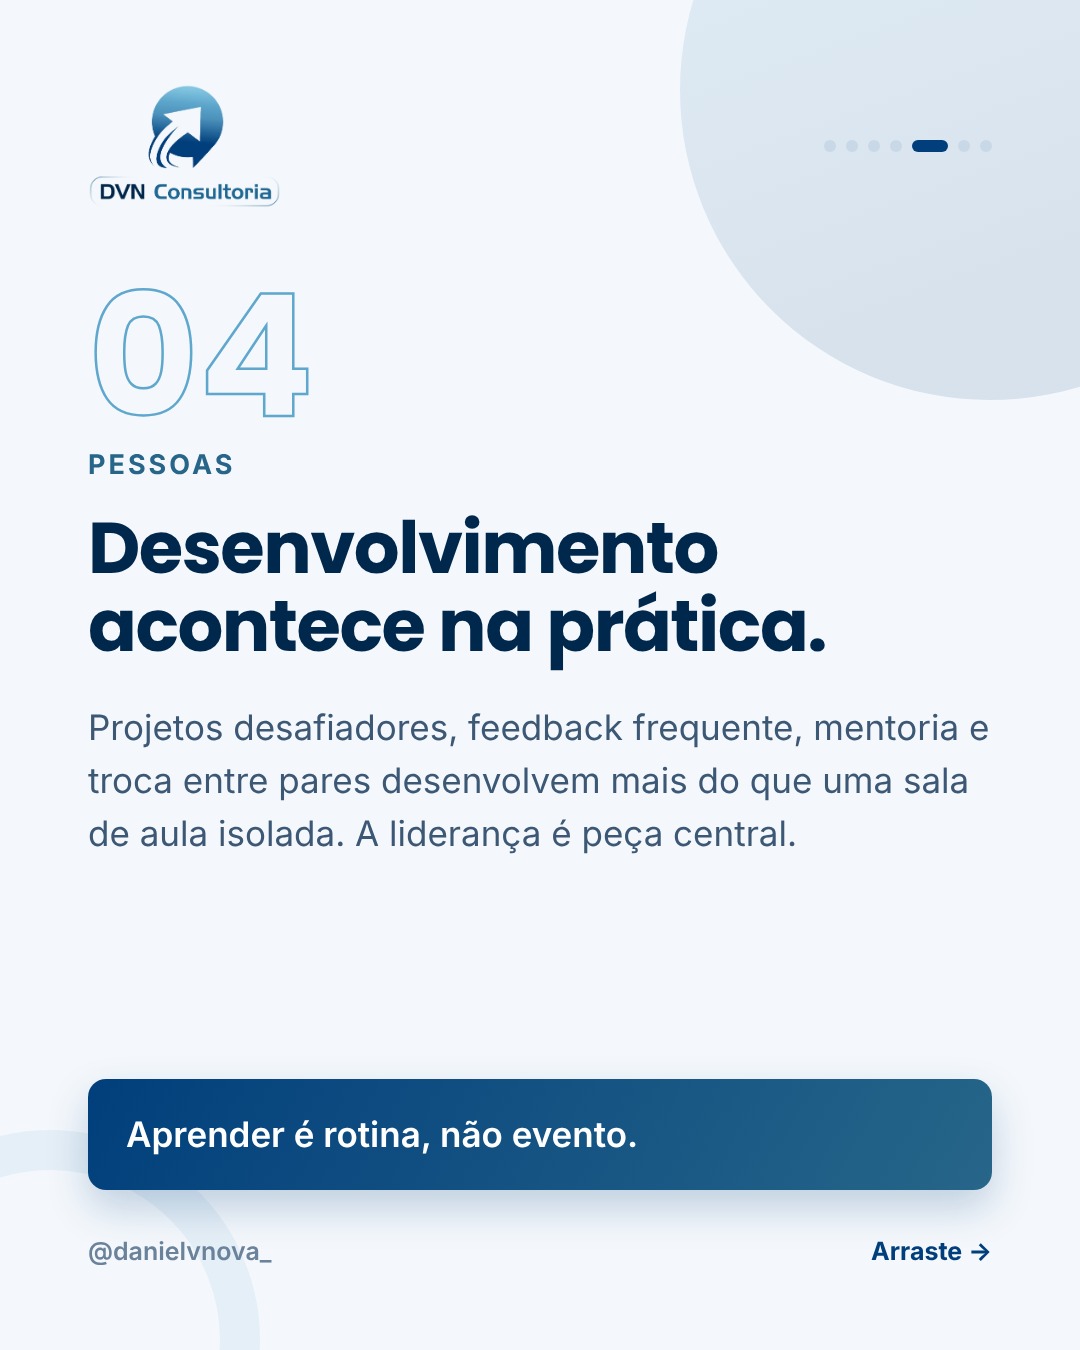 DVN Consultoria
04
PESSOAS
Desenvolvimento
acontece na prática.
Projetos desafiadores, feedback frequente, mentoria e
troca entre pares desenvolvem mais do que uma sala
de aula isolada. A liderança é peça central.
Aprender é rotina, não evento.
@danielvnova_
Arraste →